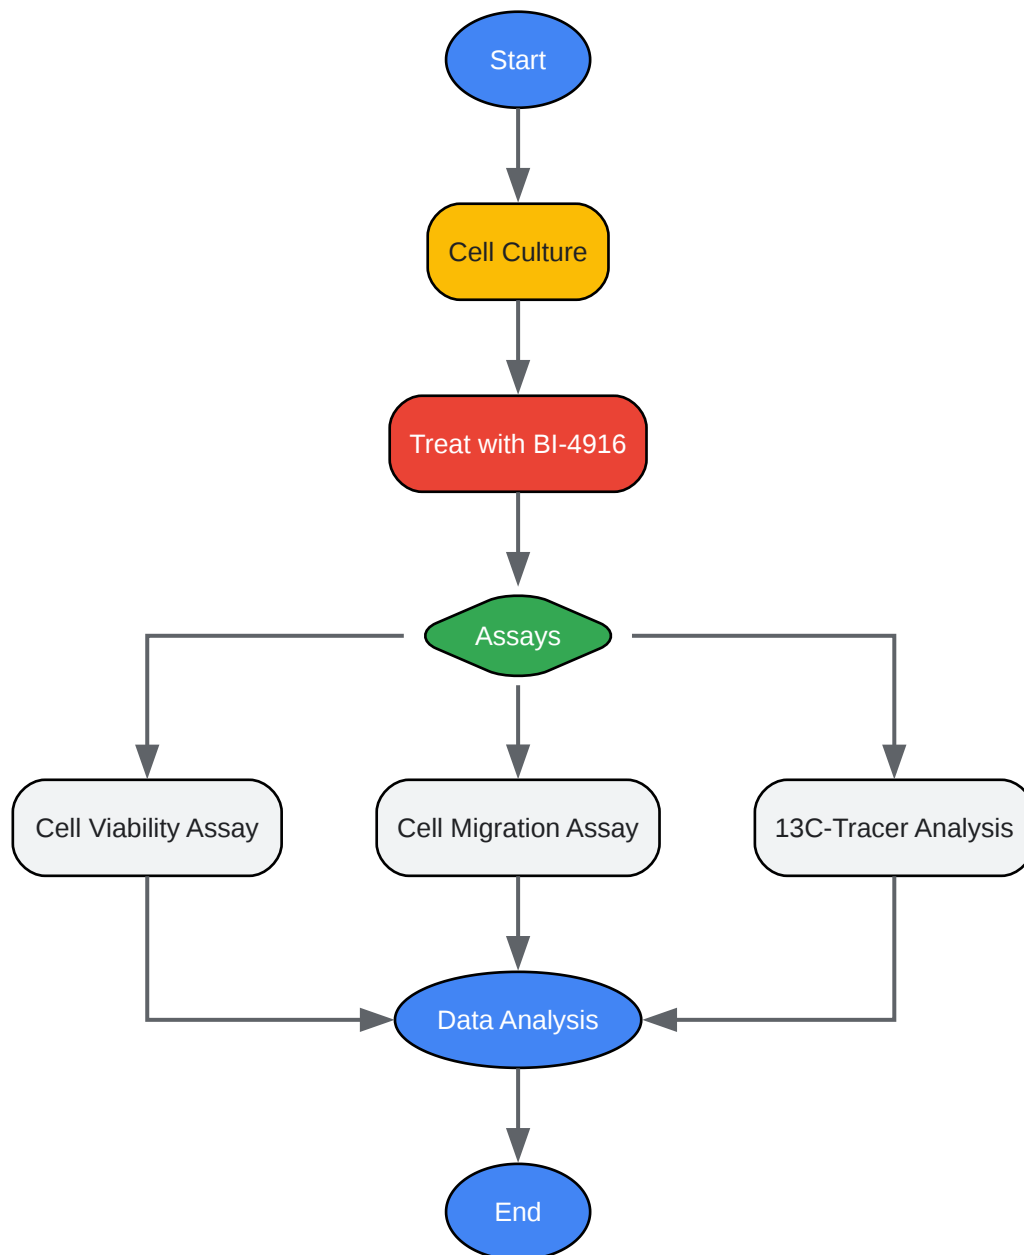 Start
Cell Culture
Treat with BI-4916
Assays
Cell Viability Assay
Cell Migration Assay
13C-Tracer Analysis
Data Analysis
End